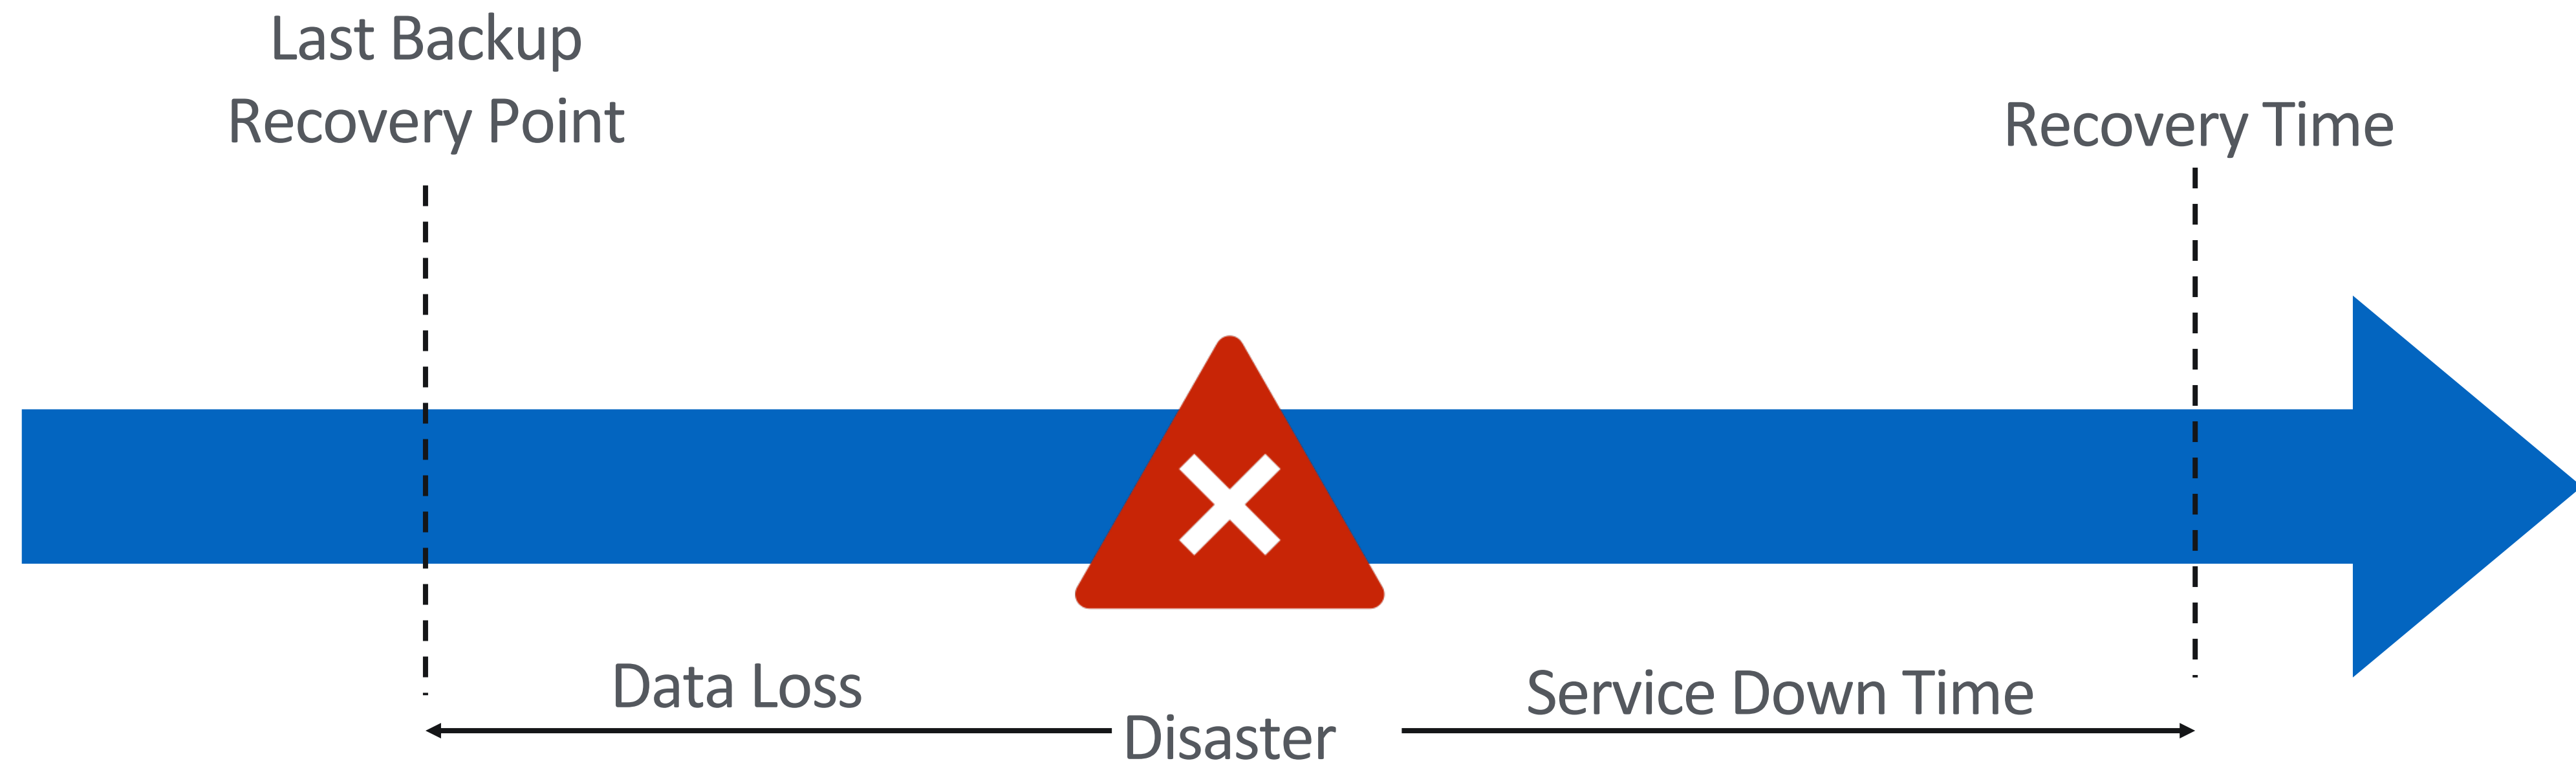 Last Backup
Recovery Point
Recovery Time
Data Loss
Service Down Time
Disaster